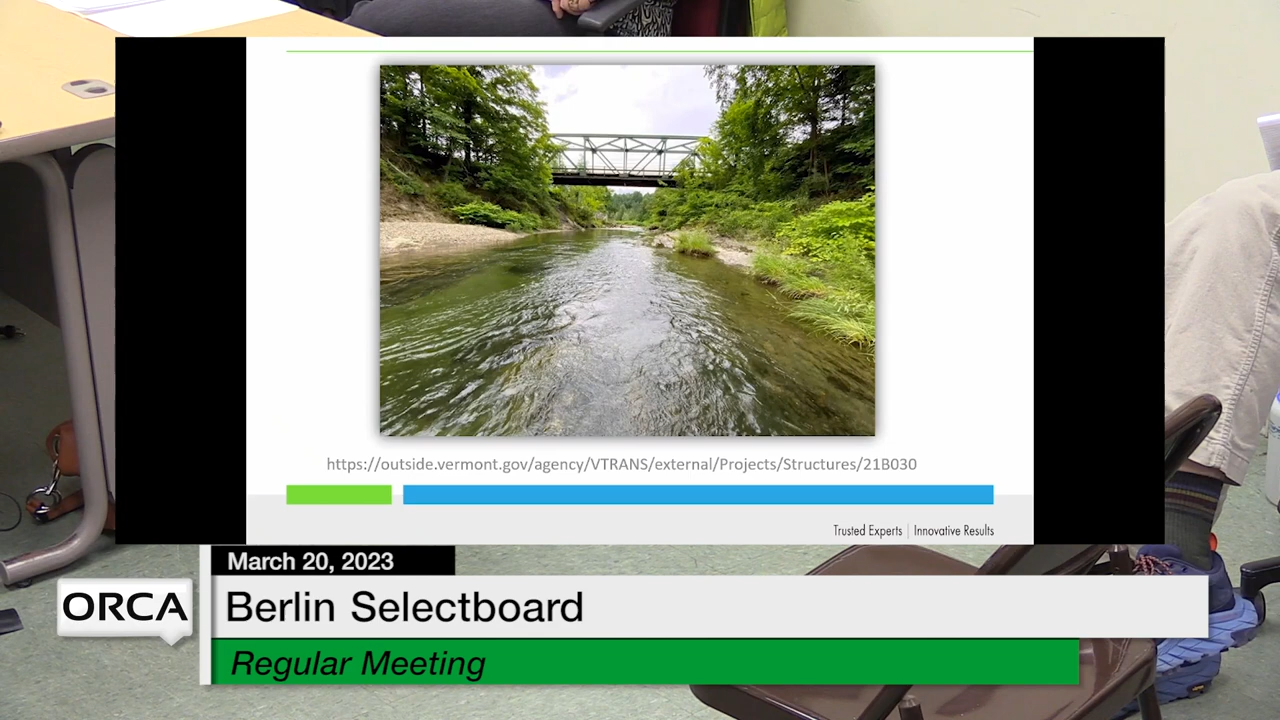 https://outside.vermont.gov/agency/VTRANS/external/Projects/Structures/21B030
Trusted Experts | Innovative Results
March 20, 2023
ORCA
Berlin Selectboard
Regular Meeting